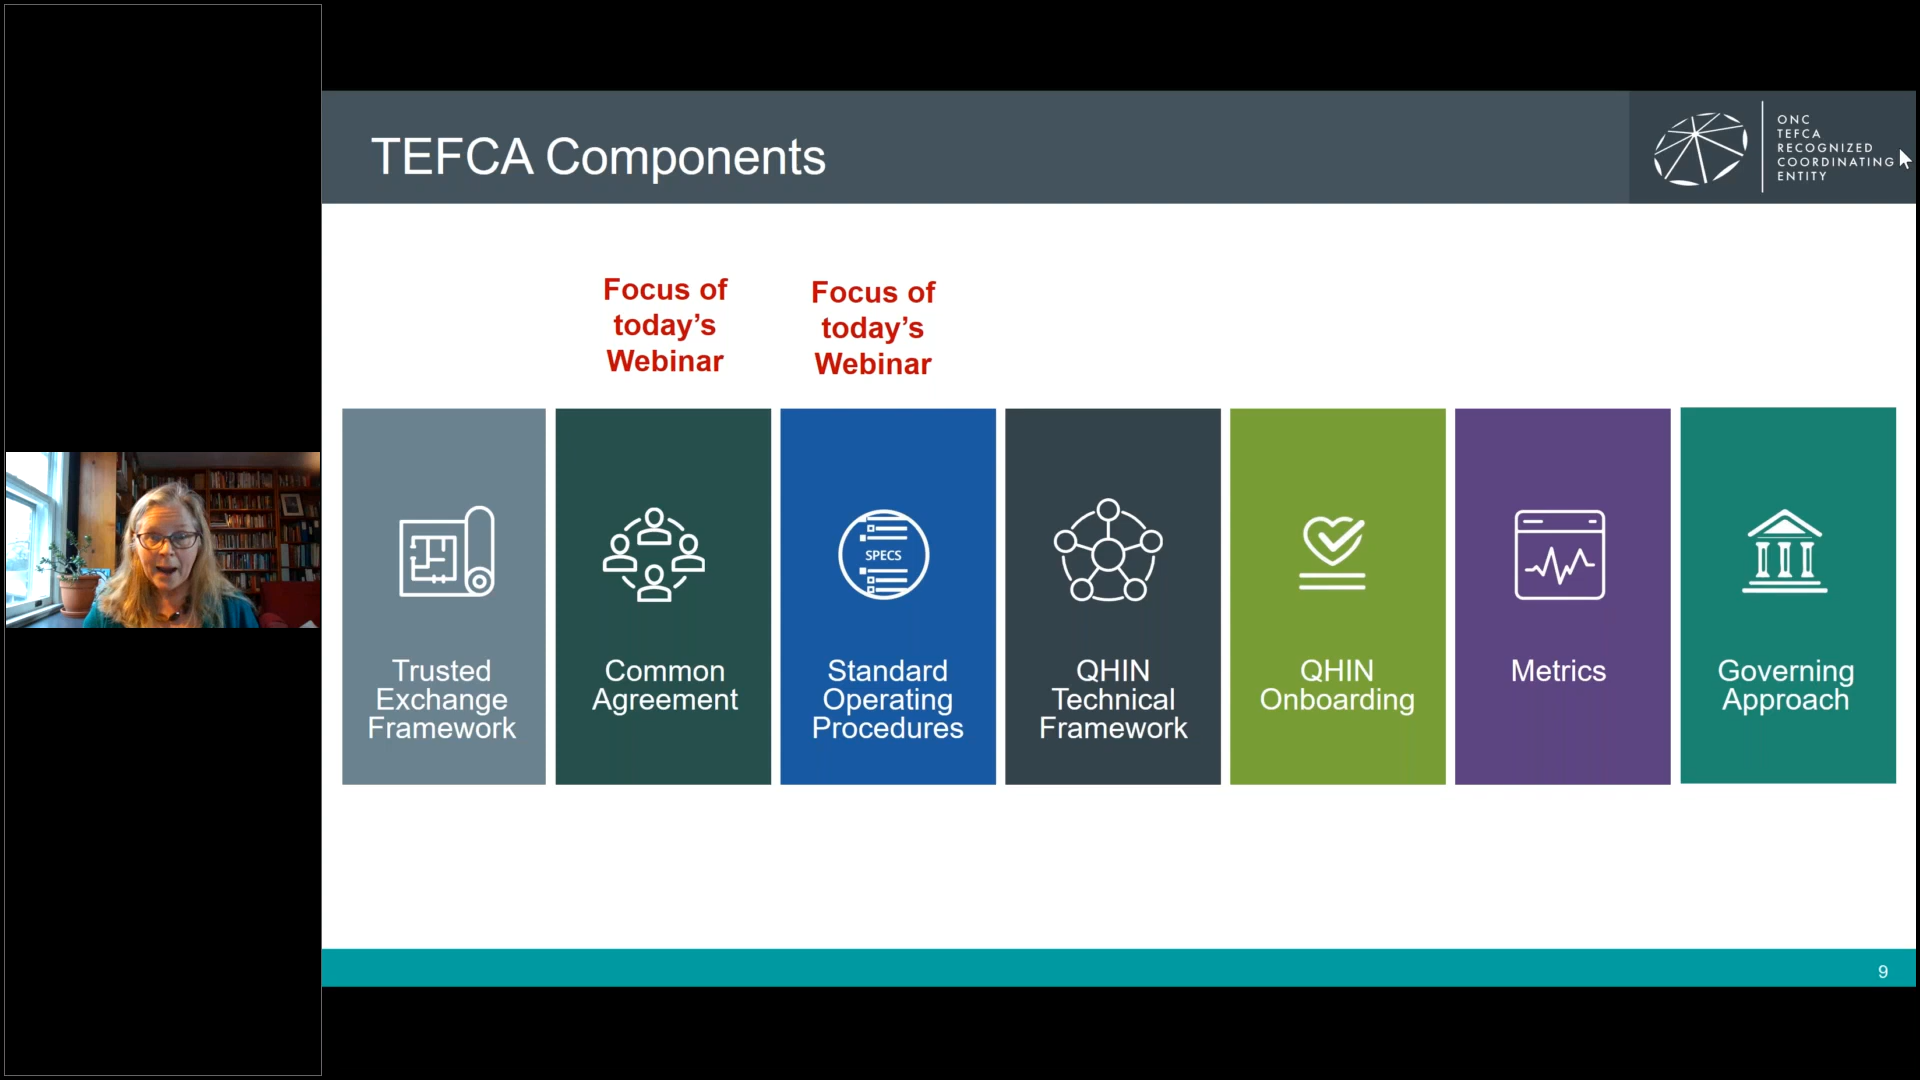 TEFCA Components
ONC
TEFCA
RECOGNIZED
COORDINATING
ENTITY
Focus of
today’s
Webinar
Focus of
today’s
Webinar
Trusted
Exchange
Framework
Common
Agreement
SPECS
Standard
Operating
Procedures
QHIN
Technical
Framework
QHIN
Onboarding
Metrics
Governing
Approach
9